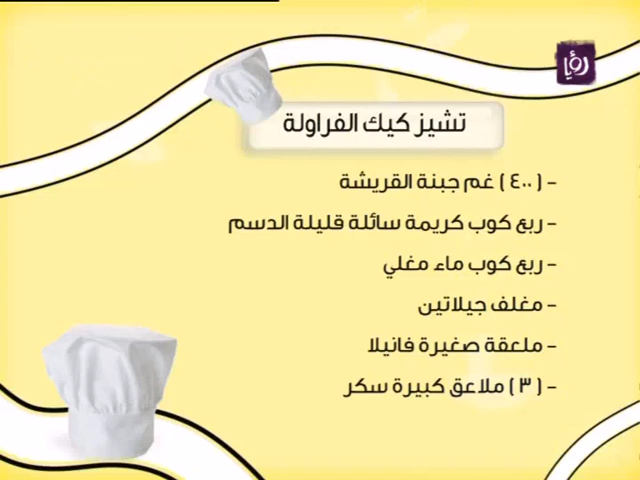 رؤيا
تشيز كيك الفراولة
- (٤٠٠) غم جبنة القريشة
- ربع كوب كريمة سائلة قليلة الدسم
- ربع كوب ماء مغلي
- مغلف جيلاتين
- ملعقة صغيرة فانيلا
- (٣) ملاعق كبيرة سكر